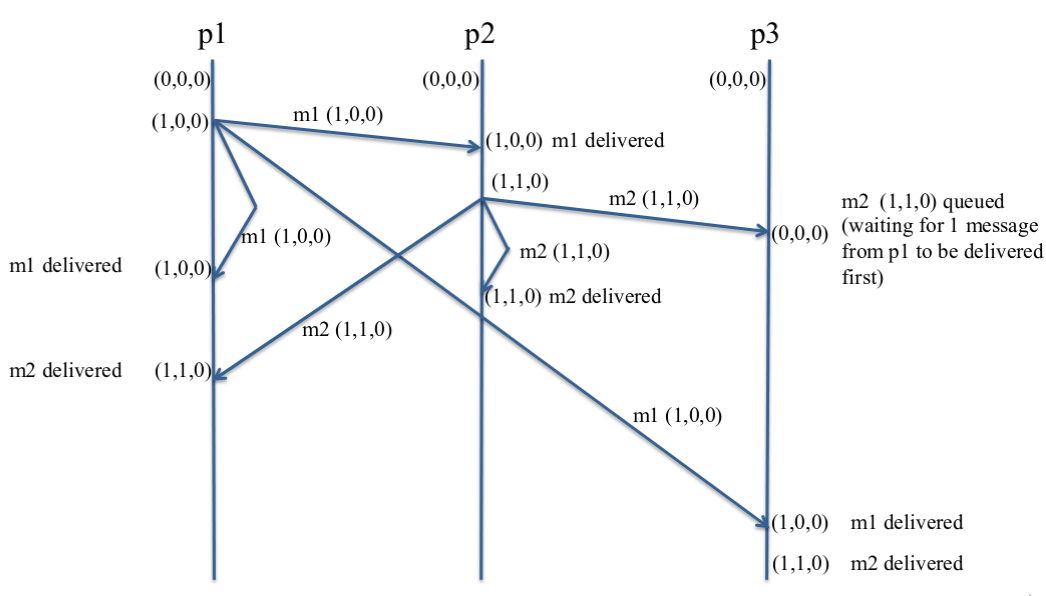 p1
p2
p3
(0,0,0)
(0,0,0)
(0,0,0)
(1,0,0)
m1 (1,0,0)
(1,0,0) m1 delivered
(1,1,0)
m2 (1,1,0)
m2 (1,1,0) queued
(waiting for 1 message
from p1 to be delivered
first)
(0,0,0)
m1 (1,0,0)
m2 (1,1,0)
m1 delivered
(1,0,0)
(1,1,0) m2 delivered
m2 (1,1,0)
m2 delivered
(1,1,0)
m1 (1,0,0)
(1,0,0) m1 delivered
(1,1,0) m2 delivered